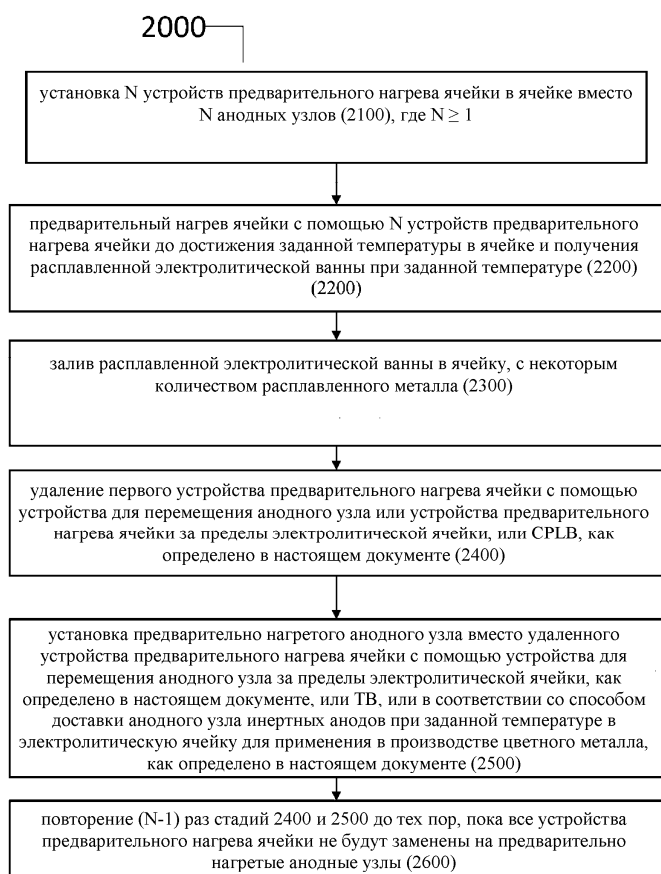 2000
установка N устройств предварительного нагрева ячейки в ячейке вместо
N анодных узлов (2100), где N ≥ 1
предварительный нагрев ячейки с помощью N устройств предварительного
нагрева ячейки до достижения заданной температуры в ячейке и получения
расплавленной электролитической ванны при заданной температуре (2200)
(2200)
залив расплавленной электролитической ванны в ячейку, с некоторым
количеством расплавленного металла (2300)
удаление первого устройства предварительного нагрева ячейки с помощью
устройства для перемещения анодного узла или устройства предварительного
нагрева ячейки за пределы электролитической ячейки, или CPLB, как
определено в настоящем документе (2400)
установка предварительно нагретого анодного узла вместо удаленного
устройства предварительного нагрева ячейки с помощью устройства для
перемещения анодного узла за пределы электролитической ячейки, как
определено в настоящем документе, или ТВ, или в соответствии со способом
доставки анодного узла инертных анодов при заданной температуре в
электролитическую ячейку для применения в производстве цветного металла,
как определено в настоящем документе (2500)
повторение (N-1) раз стадий 2400 и 2500 до тех пор, пока все устройства
предварительного нагрева ячейки не будут заменены на предварительно
нагретые анодные узлы (2600)